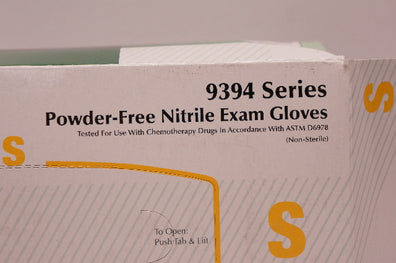 9394 Series
Powder-Free Nitrile Exam Gloves
Tested For Use With Chemotherapy Drugs in Accordance With ASTM D6978
(Non-Sterile)
S
S
To Open:
Push Tab & Lift
S